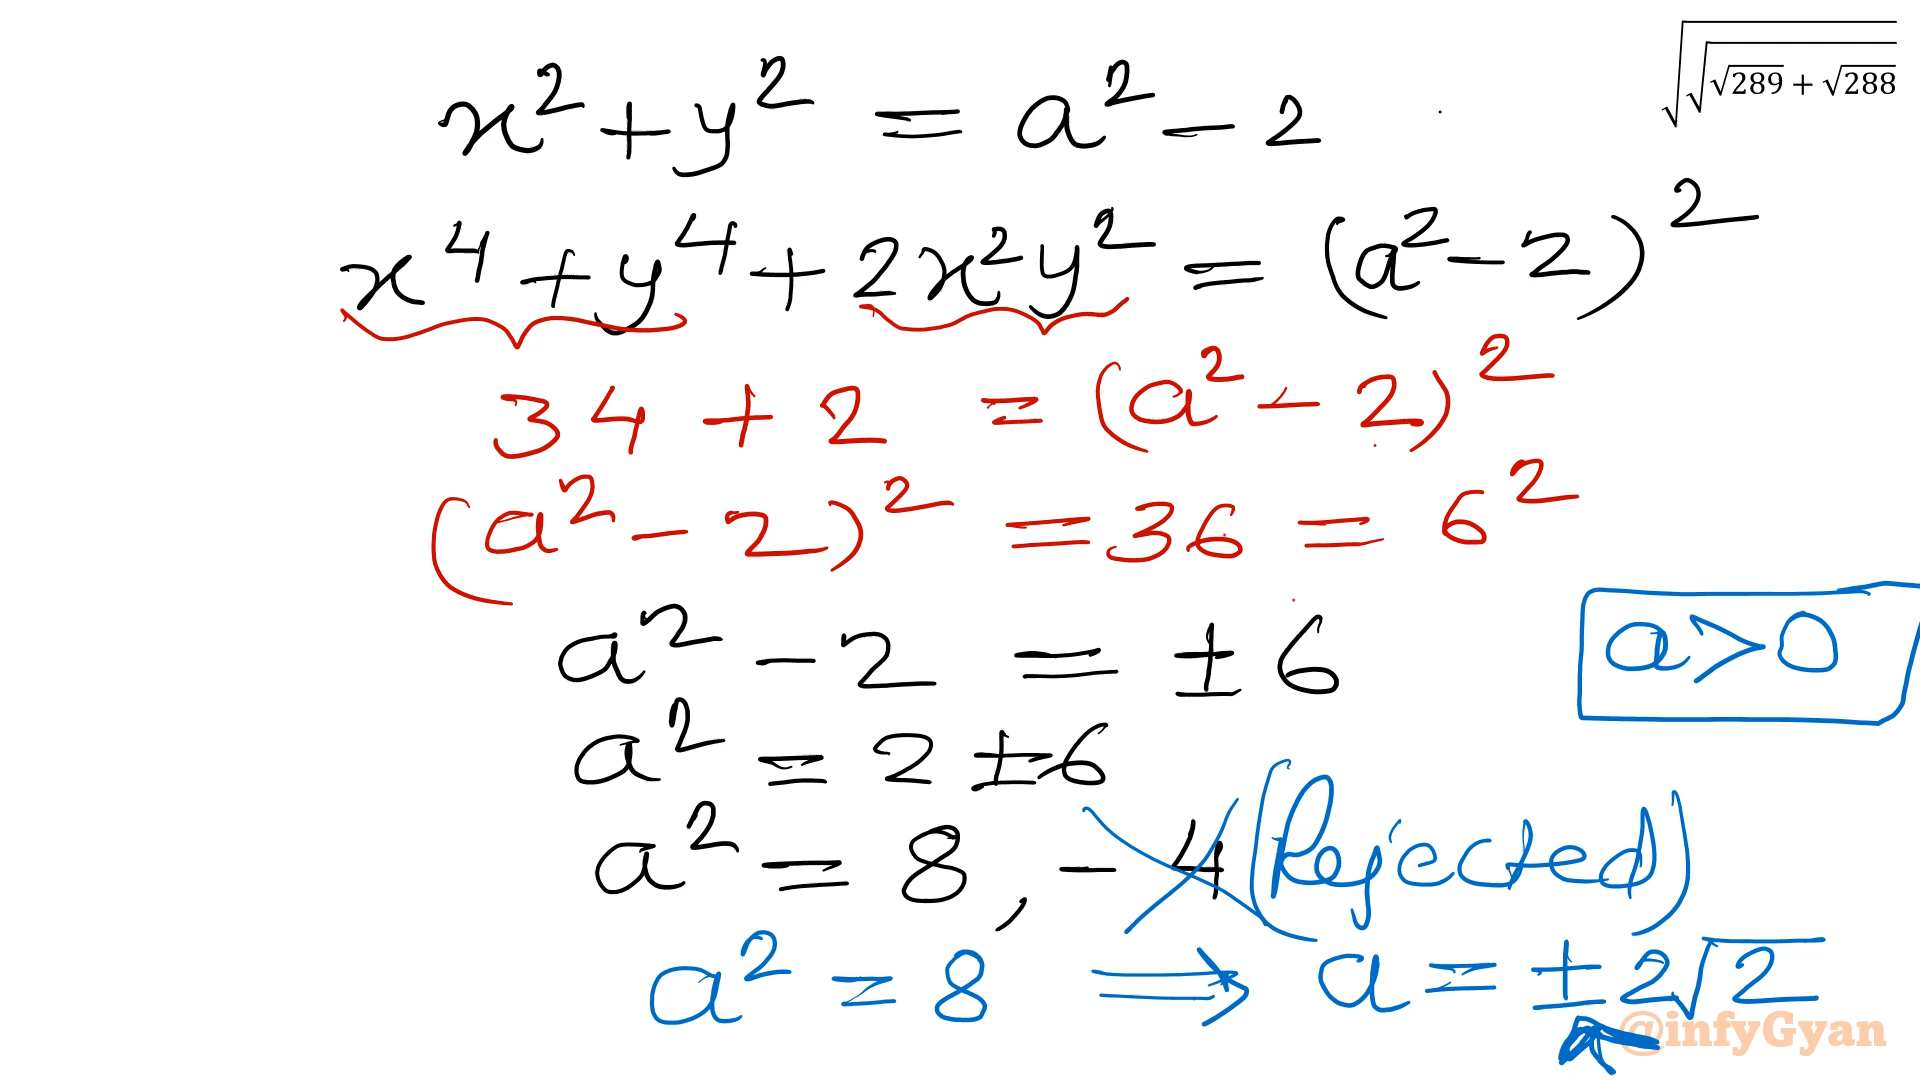 √√(√289 + √288)
x² + y² = a² - 2
x⁴ + y⁴ + 2x²y² = (a² - 2)²
34 + 2 = (a² - 2)²
(a² - 2)² = 36 = 6²
a² - 2 = ± 6
a > 0
a² = 2 ± 6
a² = 8, - 4 (Rejected)
a² = 8 ⟹ a = ± 2√2
@infyGyan